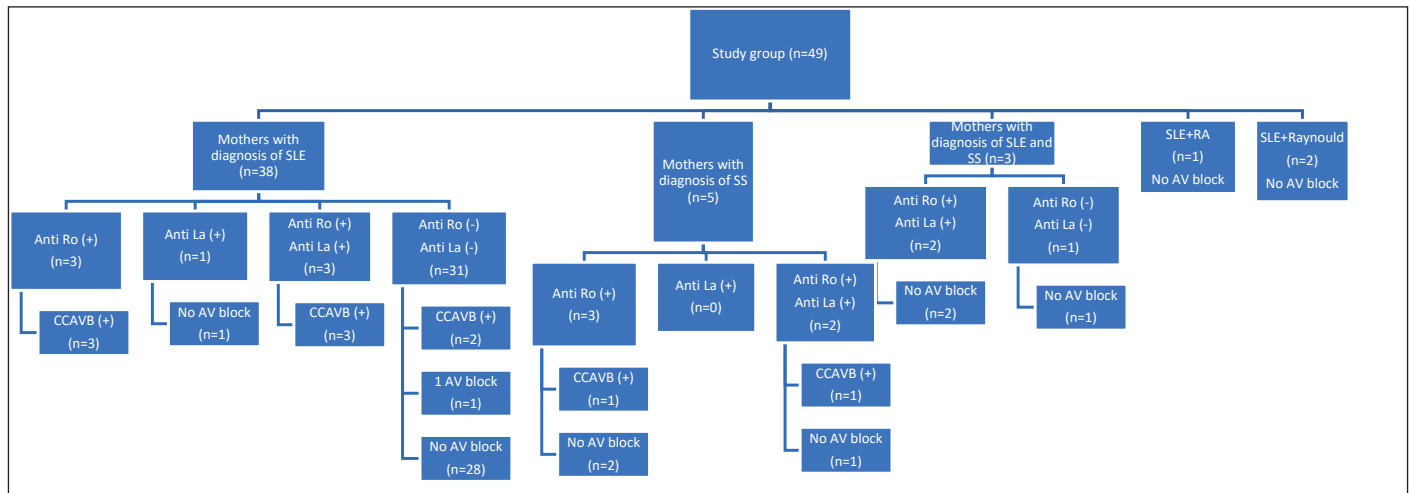 Study group (n=49)
Mothers with
diagnosis of SLE
(n=38)
Anti Ro (+)
(n=3)
CCAVB (+)
(n=3)
Anti La (+)
(n=1)
No AV block
(n=1)
Anti Ro (+)
Anti La (+)
(n=3)
CCAVB (+)
(n=3)
Anti Ro (-)
Anti La (-)
(n=31)
CCAVB (+)
(n=2)
1 AV block
(n=1)
No AV block
(n=28)
Mothers with
diagnosis of SS
(n=5)
Anti Ro (+)
(n=3)
CCAVB (+)
(n=1)
No AV block
(n=2)
Anti La (+)
(n=0)
Anti Ro (+)
Anti La (+)
(n=2)
CCAVB (+)
(n=1)
No AV block
(n=1)
Mothers with
diagnosis of SLE and
SS (n=3)
Anti Ro (+)
Anti La (+)
(n=2)
No AV block
(n=2)
Anti Ro (-)
Anti La (-)
(n=1)
No AV block
(n=1)
SLE+RA
(n=1)
No AV block
SLE+Raynould
(n=2)
No AV block